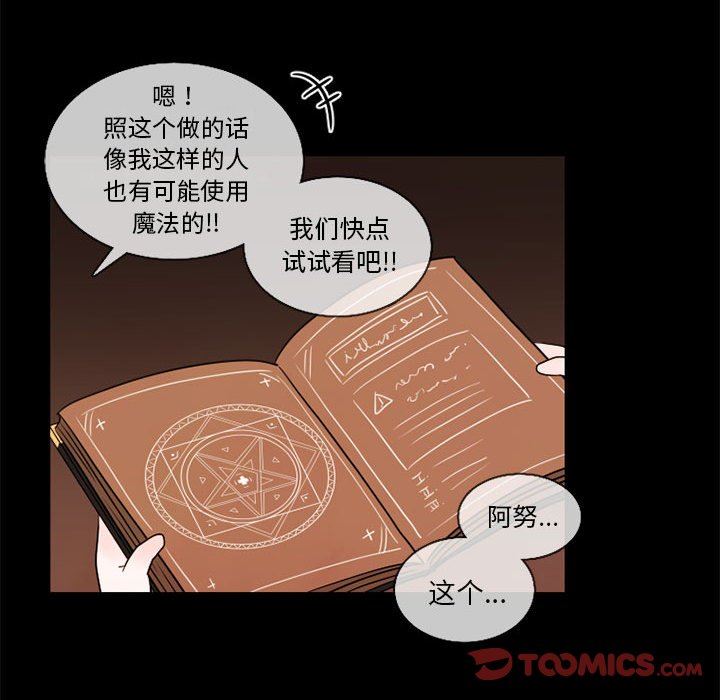 嗯！
照这个做的话
像我这样的人
也有可能使用
魔法的!!
我们快点
试试看吧!!
阿努...
这个...
TOOMICS.COM